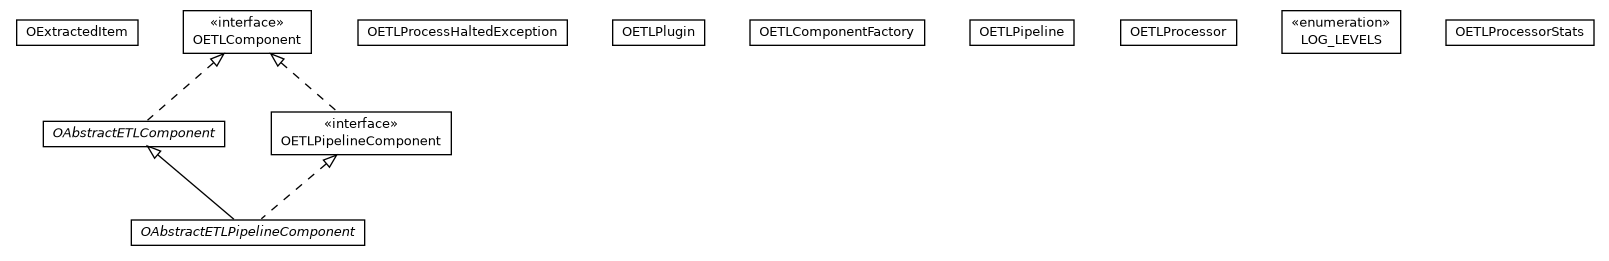 OExtractedItem
«interface»
OETLComponent
OETLProcessHaltedException
OETLPlugin
OETLComponentFactory
OETLPipeline
OETLProcessor
«enumeration»
LOG_LEVELS
OETLProcessorStats
OAbstractETLComponent
«interface»
OETLPipelineComponent
OAbstractETLPipelineComponent